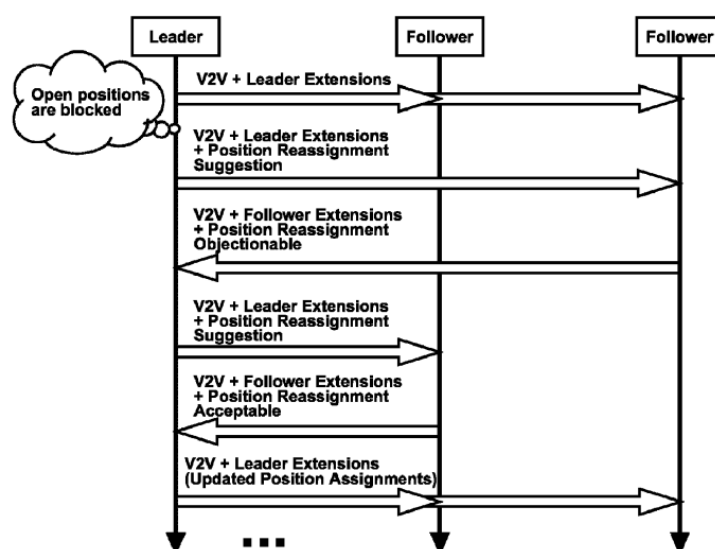 Leader
Follower
Follower
Open positions
are blocked
V2V + Leader Extensions
V2V + Leader Extensions
+ Position Reassignment
Suggestion
V2V + Follower Extensions
+ Position Reassignment
Objectionable
V2V + Leader Extensions
+ Position Reassignment
Suggestion
V2V + Follower Extensions
+ Position Reassignment
Acceptable
V2V + Leader Extensions
(Updated Position Assignments)
...